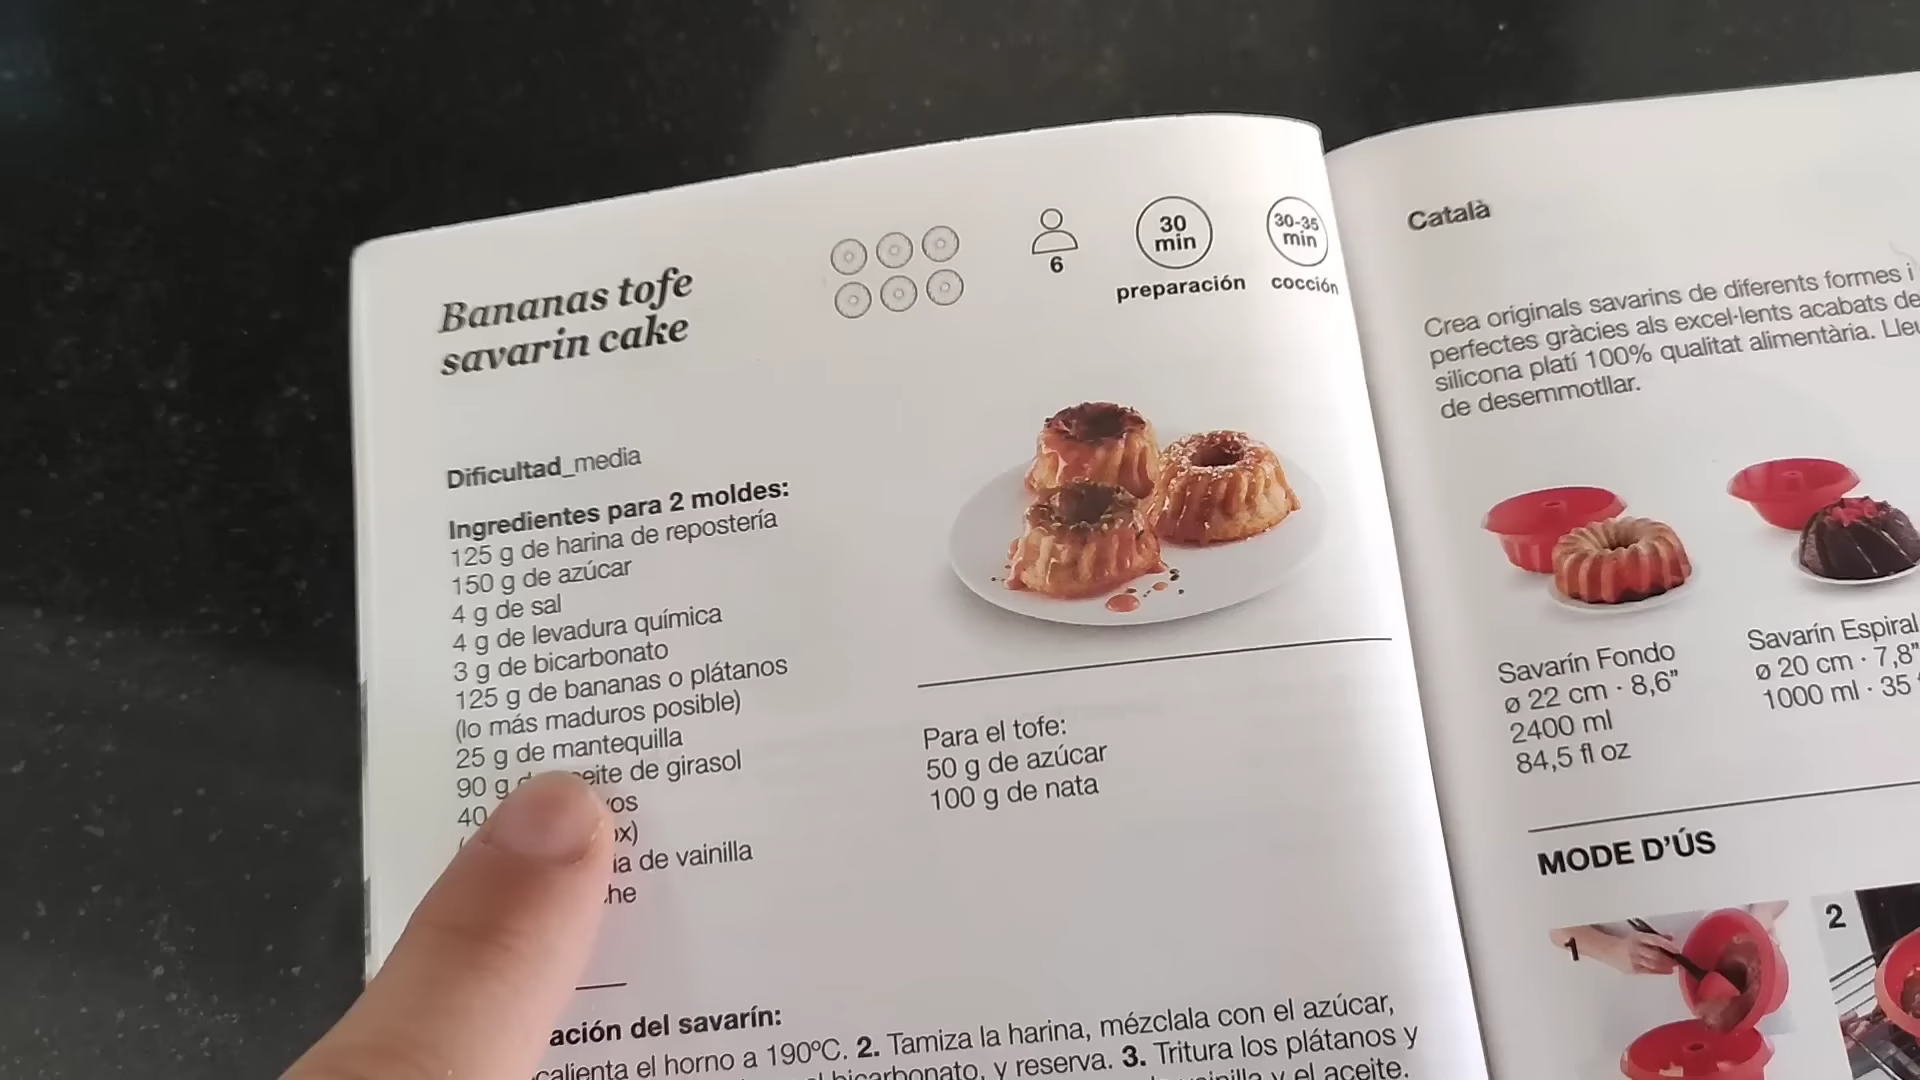 Bananas tofe
savarin cake
6
30
min
preparación
30-35
min
cocción
Dificultad_media
Ingredientes para 2 moldes:
125 g de harina de repostería
150 g de azúcar
4 g de sal
4 g de levadura química
3 g de bicarbonato
125 g de bananas o plátanos
(lo más maduros posible)
25 g de mantequilla
90 g de girasol
40
de vainilla
Para el tofe:
50 g de azúcar
100 g de nata
del savarín:
el horno a 190ºC. 2. Tamiza la harina, mézclala con el azúcar,
bicarbonato, y reserva. 3. Tritura los plátanos y
vainilla y el aceite.
Català
Crea originals savarins de diferents formes i
perfectes gràcies als excel·lents acabats de
silicona platí 100% qualitat alimentària.
de desemmotllar.
Savarín Fondo
ø 22 cm · 8,6”
2400 ml
84,5 fl oz
Savarín Espiral
ø 20 cm · 7,8”
1000 ml · 35
MODE D’ÚS
1
2